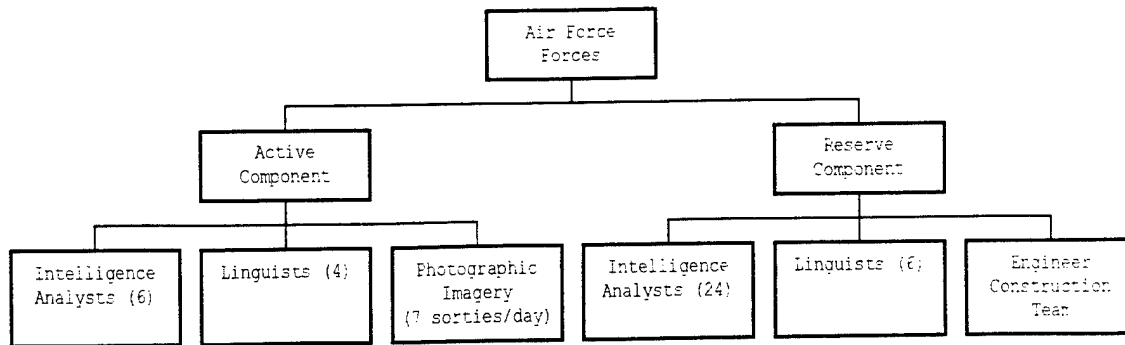 Air Force
Forces
Active
Component
Reserve
Component
Intelligence
Analysts (6)
Linguists (4)
Photographic
Imagery
(7 sorties/day)
Intelligence
Analysts (24)
Linguists (6)
Engineer
Construction
Team